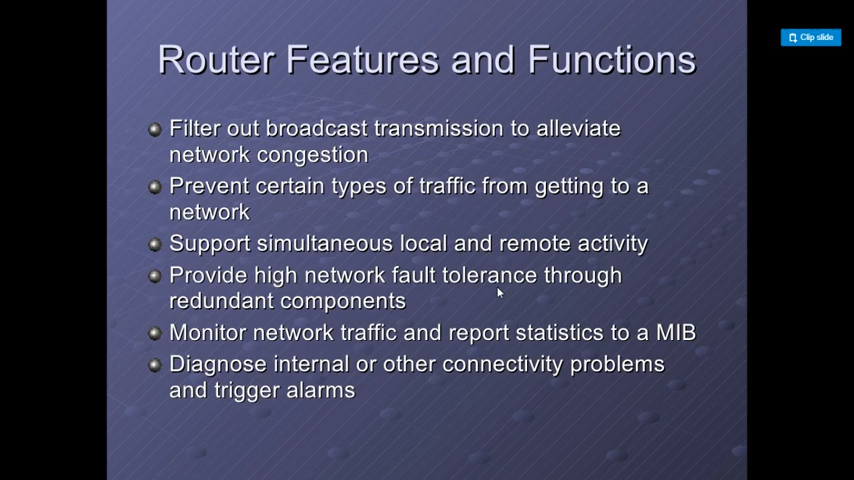 Clip slide
Router Features and Functions
Filter out broadcast transmission to alleviate
network congestion
Prevent certain types of traffic from getting to a
network
Support simultaneous local and remote activity
Provide high network fault tolerance through
redundant components
Monitor network traffic and report statistics to a MIB
Diagnose internal or other connectivity problems
and trigger alarms